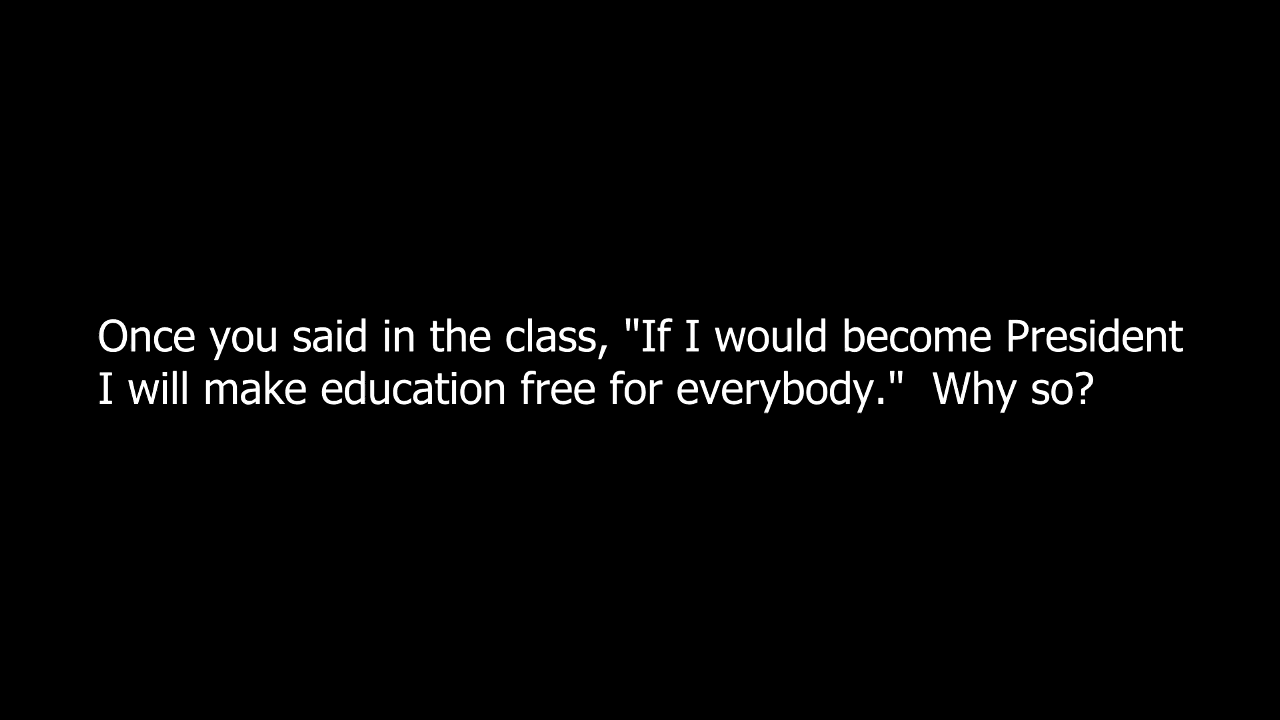 Once you said in the class, "If I would become President
I will make education free for everybody."  Why so?